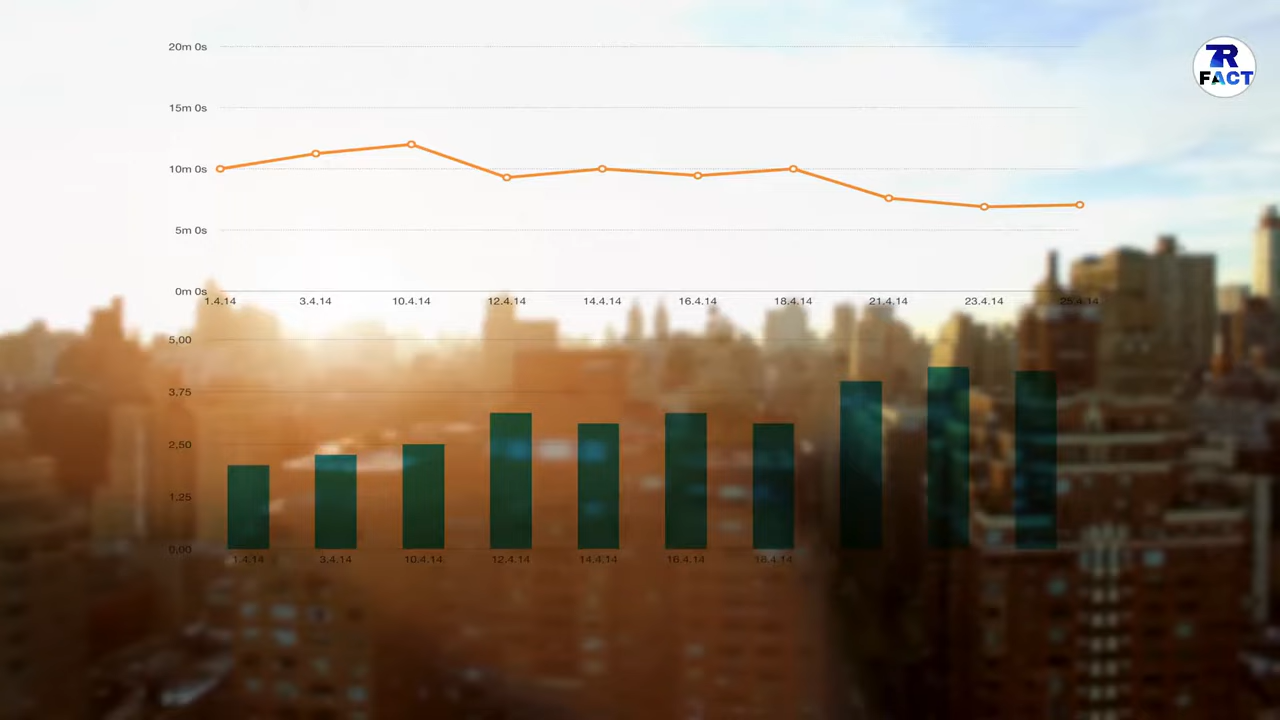 20m 0s
7R
FACT
15m 0s
10m 0s
5m 0s
0m 0s
1.4.14 3.4.14 10.4.14 12.4.14 14.4.14 16.4.14 18.4.14 21.4.14 23.4.14 25.4.14
5,00
3,75
2,50
1,25
0,00
1.4.14 3.4.14 10.4.14 12.4.14 14.4.14 16.4.14 18.4.14